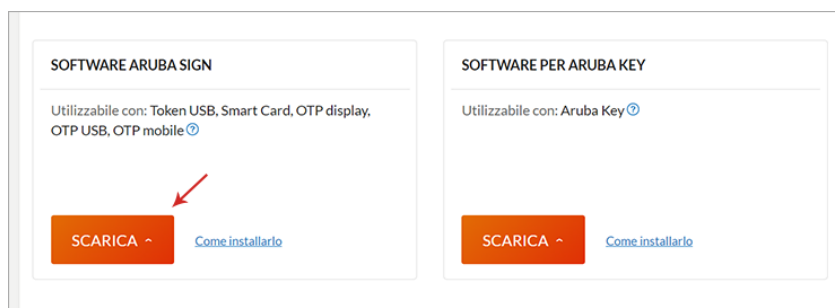 SOFTWARE ARUBA SIGN
Utilizzabile con: Token USB, Smart Card, OTP display,
OTP USB, OTP mobile ?
SCARICA
Come installarlo
SOFTWARE PER ARUBA KEY
Utilizzabile con: Aruba Key ?
SCARICA
Come installarlo